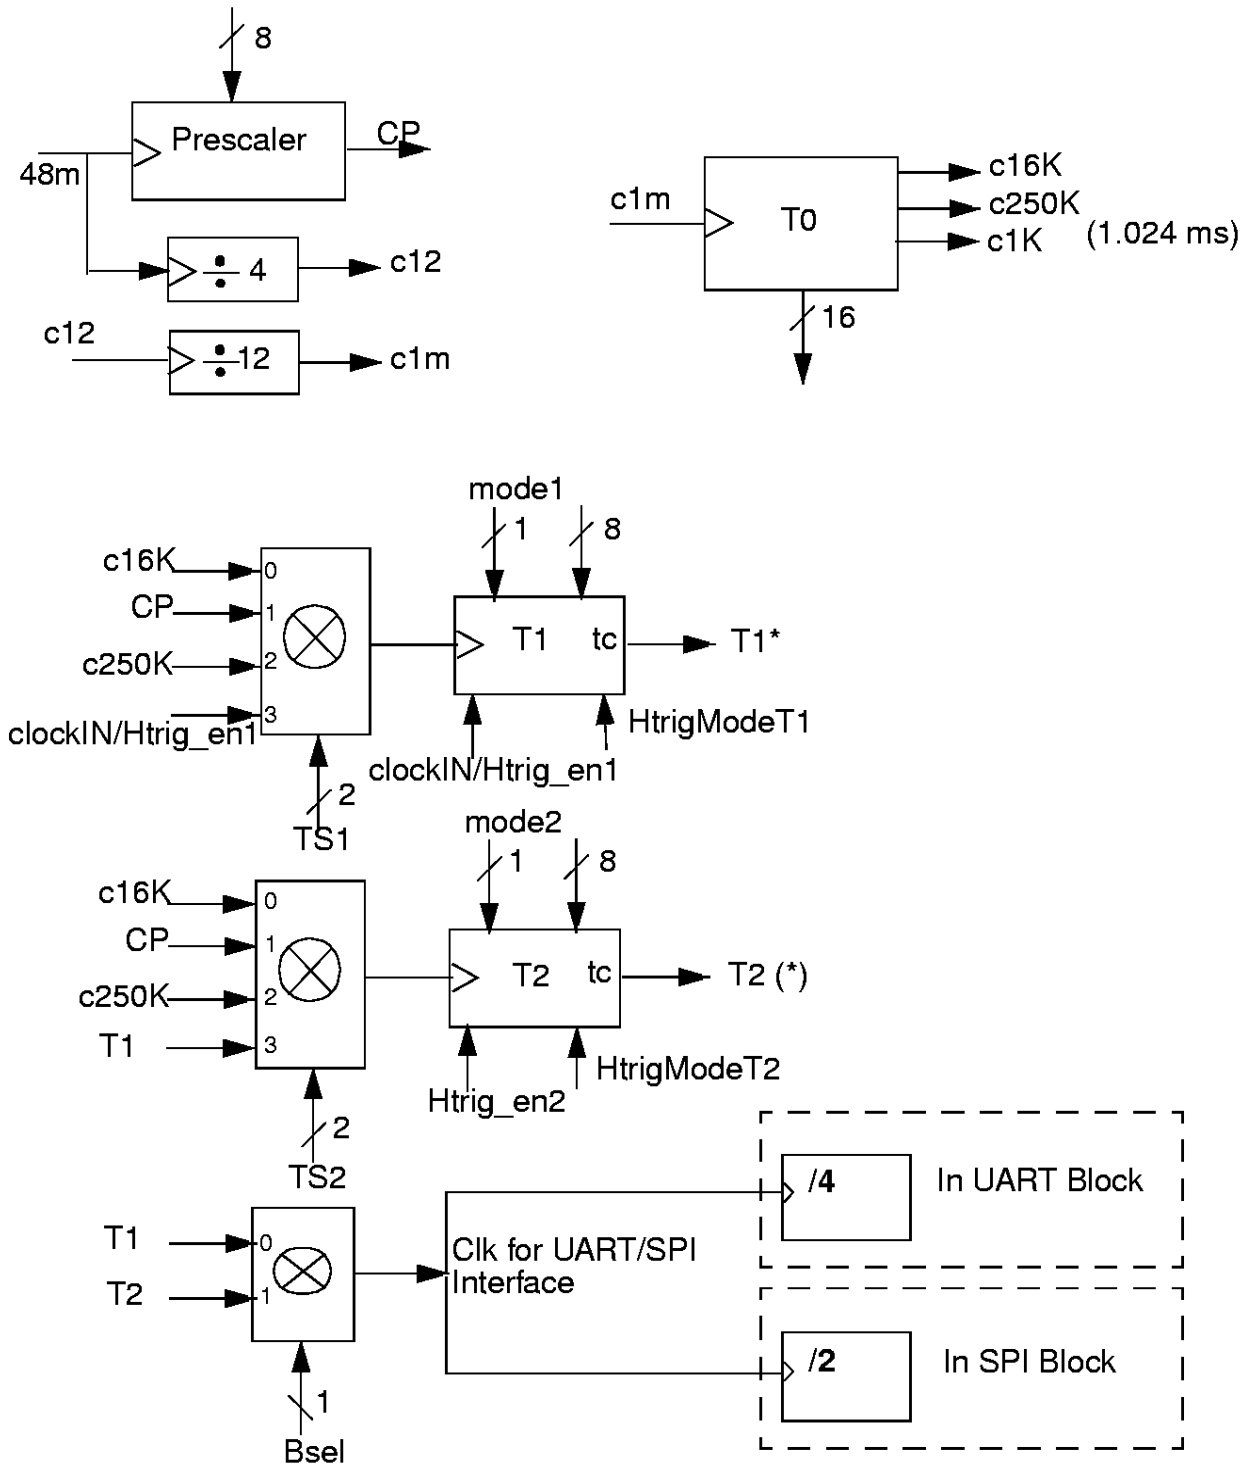 8
Prescaler
CP
48m
÷ 4
c12
c12
÷ 12
c1m
c1m
T0
c16K
c250K
c1K
(1.024 ms)
16
mode1
1
8
c16K
0
CP
1
c250K
2
clockIN/Htrig_en1
3
T1
tc
T1*
HtrigModeT1
clockIN/Htrig_en1
2
TS1
mode2
1
8
c16K
0
CP
1
c250K
2
T1
3
T2
tc
T2 (*)
HtrigModeT2
Htrig_en2
2
TS2
T1
0
T2
1
Clk for UART/SPI
Interface
/4
In UART Block
/2
In SPI Block
1
Bsel